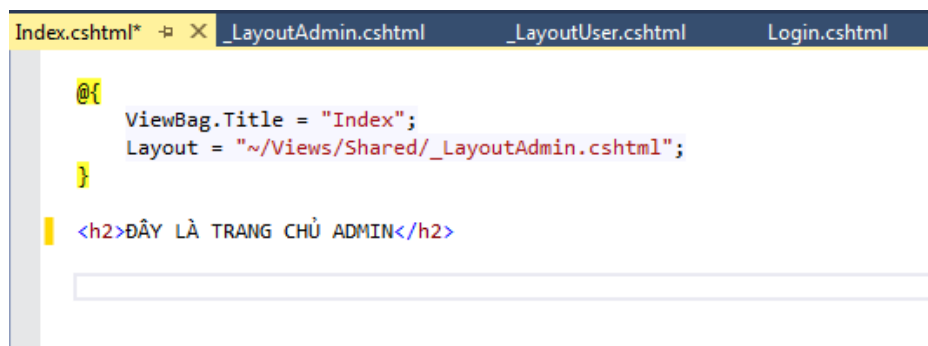 Index.cshtml* _LayoutAdmin.cshtml _LayoutUser.cshtml Login.cshtml
@{
ViewBag.Title = "Index";
Layout = "~/Views/Shared/_LayoutAdmin.cshtml";
}
<h2>ĐÂY LÀ TRANG CHỦ ADMIN</h2>